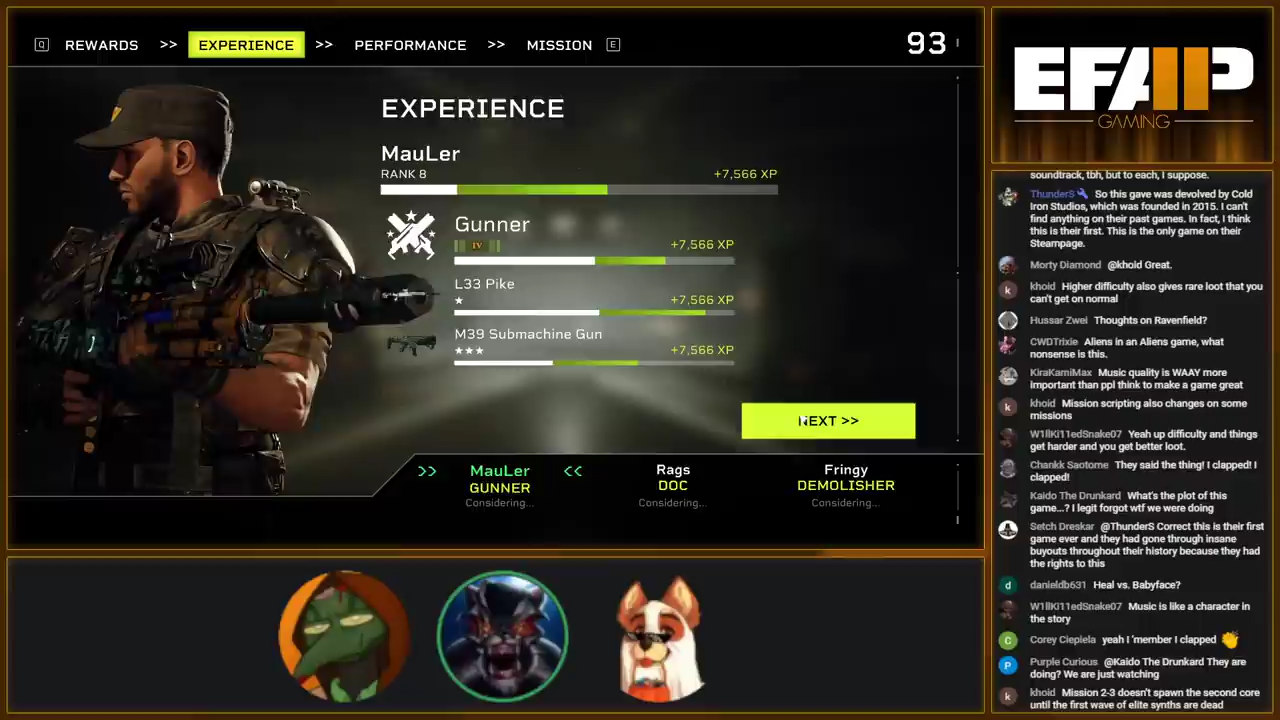 Q REWARDS >> EXPERIENCE >> PERFORMANCE >> MISSION E
93
EXPERIENCE
MauLer
RANK 8 +7,566 XP
Gunner
IV +7,566 XP
L33 Pike
+7,566 XP
M39 Submachine Gun
+7,566 XP
NEXT >>
>> MauLer <<
GUNNER
Considering...
Rags
DOC
Considering...
Fringy
DEMOLISHER
Considering...
EFAP
GAMING
soundtrack, tbh, but to each, I suppose.
ThunderS So this gave was devolved by Cold
Iron Studios, which was founded in 2015. I can't
find anything on their past games. In fact, I think
this is their first. This is the only game on their
Steampage.
Morty Diamond @khoid Great.
k khoid Higher difficulty also gives rare loot that you
can't get on normal
Hussar Zwei Thoughts on Ravenfield?
CWDTrixie Aliens in an Aliens game, what
nonsense is this.
KiraKamiMax Music quality is WAAY more
important than ppl think to make a game great
k khoid Mission scripting also changes on some
missions
W1llKi11edSnake07 Yeah up difficulty and things
get harder and you get better loot.
Chankk Saotome They said the thing! I clapped! I
clapped!
Kaido The Drunkard What's the plot of this
game...? I legit forgot wtf we were doing
Setch Dreskar @ThunderS Correct this is their first
game ever and they had gone through insane
buyouts throughout their history because they had
the rights to this
d danieldb631 Heal vs. Babyface?
W1llKi11edSnake07 Music is like a character in
the story
C Corey Ciepiela yeah I 'member I clapped 👏
P Purple Curious @Kaido The Drunkard They are
doing? We are just watching
k khoid Mission 2-3 doesn't spawn the second core
until the first wave of elite synths are dead